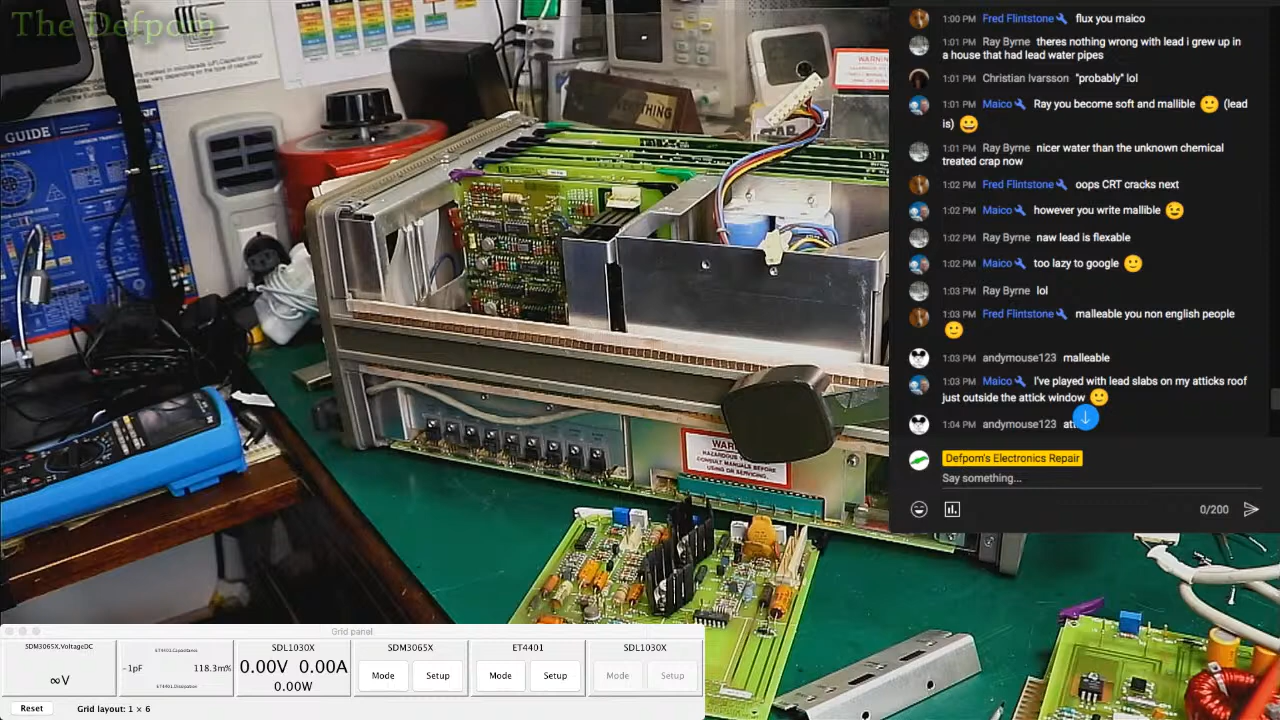 The Defpom
GUIDE
EVERYTHING
WARNING
STAR
WARNING
HAZARDOUS
CONSULT MANUALS BEFORE
USING OR SERVICING.
1:00 PM Fred Flintstone flux you maico
1:01 PM Ray Byrne theres nothing wrong with lead i grew up in
a house that had lead water pipes
1:01 PM Christian Ivarsson "probably" lol
1:01 PM Maico Ray you become soft and mallible 🙂 (lead
is) 😀
1:02 PM Ray Byrne nicer water than the unknown chemical
treated crap now
1:02 PM Fred Flintstone oops CRT cracks next
1:02 PM Maico however you write mallible 😉
1:02 PM Ray Byrne naw lead is flexable
1:02 PM Maico too lazy to google 🙂
1:03 PM Ray Byrne lol
1:03 PM Fred Flintstone malleable you non english people
🙂
1:03 PM andymouse123 malleable
1:03 PM Maico I've played with lead slabs on my atticks roof
just outside the attick window 🙂
1:04 PM andymouse123
Defpom's Electronics Repair
Say something...
0/200
Grid panel
SDM3065X.VoltageDC
∞V
ET4401.Capacitance
-1pF 118.3m%
ET4401.Dissipation
SDL1030X
0.00V 0.00A
0.00W
SDM3065X
Mode Setup
ET4401
Mode Setup
SDL1030X
Mode Setup
Reset Grid layout: 1 × 6